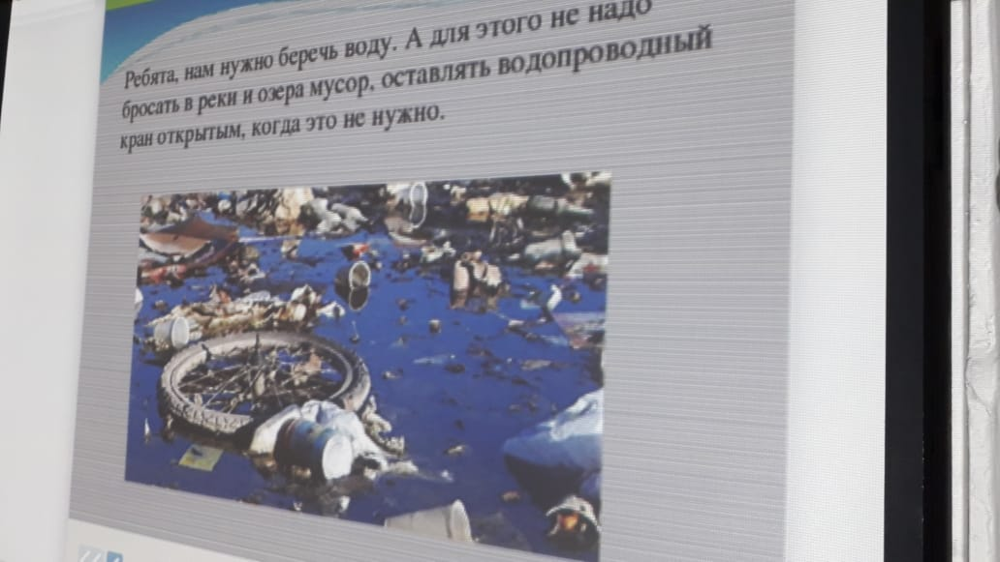 Ребята, нам нужно беречь воду. А для этого не надо
бросать в реки и озера мусор, оставлять водопроводный
кран открытым, когда это не нужно.